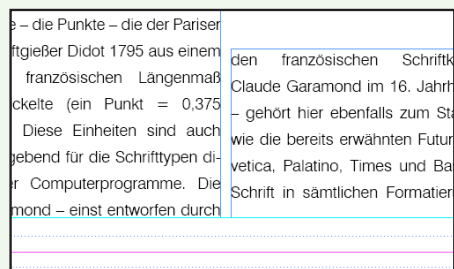 – die Punkte – die der Pariser
ftgießer Didot 1795 aus einem
französischen Längenmaß
ckelte (ein Punkt = 0,375
Diese Einheiten sind auch
gebend für die Schrifttypen di-
r Computerprogramme. Die
mond – einst entworfen durch
den französischen Schriftk
Claude Garamond im 16. Jahrh
– gehört hier ebenfalls zum Sta
wie die bereits erwähnten Futur
vetica, Palatino, Times und Ba
Schrift in sämtlichen Formatier